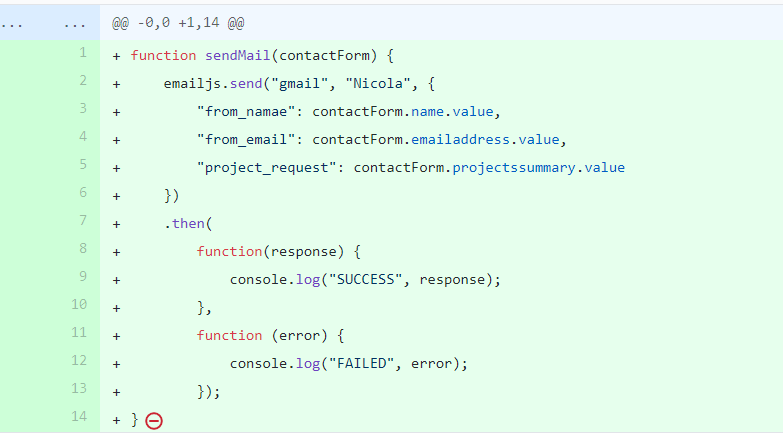 ... ... @@ -0,0 +1,14 @@
1 + function sendMail(contactForm) {
2 +     emailjs.send("gmail", "Nicola", {
3 +         "from_namae": contactForm.name.value,
4 +         "from_email": contactForm.emailaddress.value,
5 +         "project_request": contactForm.projectssummary.value
6 +     })
7 +     .then(
8 +         function(response) {
9 +             console.log("SUCCESS", response);
10 +         },
11 +         function (error) {
12 +             console.log("FAILED", error);
13 +         });
14 + }